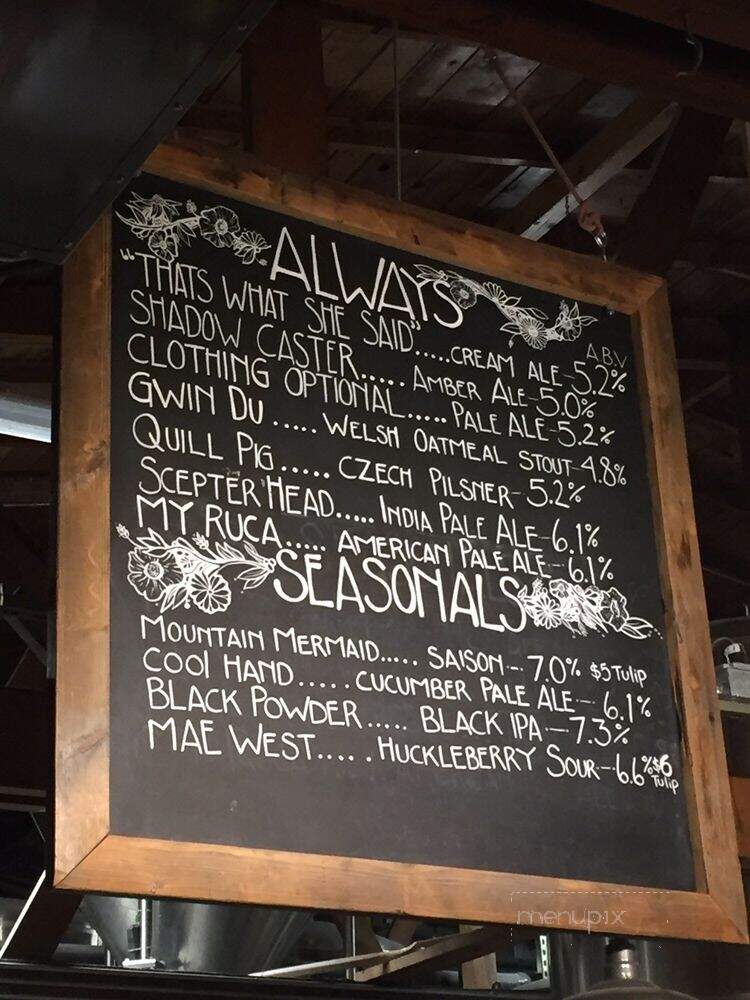 ALWAYS
ABV
"THATS WHAT SHE SAID".....CREAM ALE-5.2%
SHADOW CASTER......AMBER ALE-5.0%
CLOTHING OPTIONAL.....PALE ALE-5.2%
GWIN DU.....WELSH OATMEAL STOUT-4.8%
QUILL PIG......CZECH PILSNER-5.2%
SCEPTER HEAD.....INDIA PALE ALE-6.1%
MY RUCA.....AMERICAN PALE ALE--6.1%
SEASONALS
MOUNTAIN MERMAID.....SAISON--7.0% $5 Tulip
COOL HAND.....CUCUMBER PALE ALE--6.1%
BLACK POWDER.....BLACK IPA—7.3%
MAE WEST.....HUCKLEBERRY SOUR--6.6% $6 Tulip
menupix